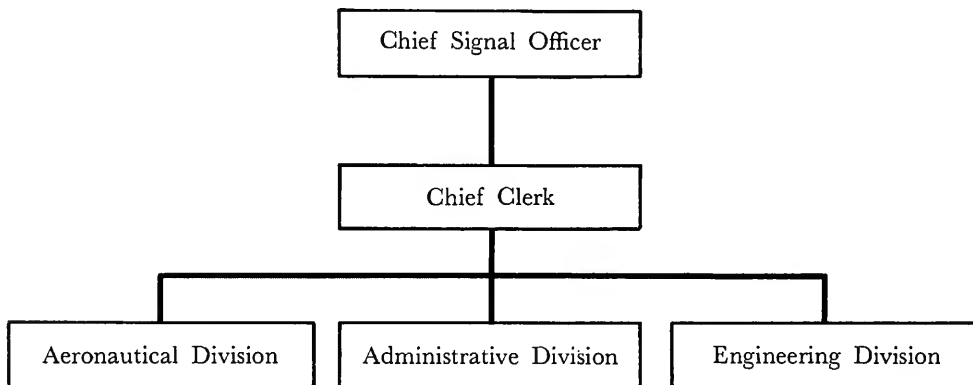 Chief Signal Officer
Chief Clerk
Aeronautical Division
Administrative Division
Engineering Division